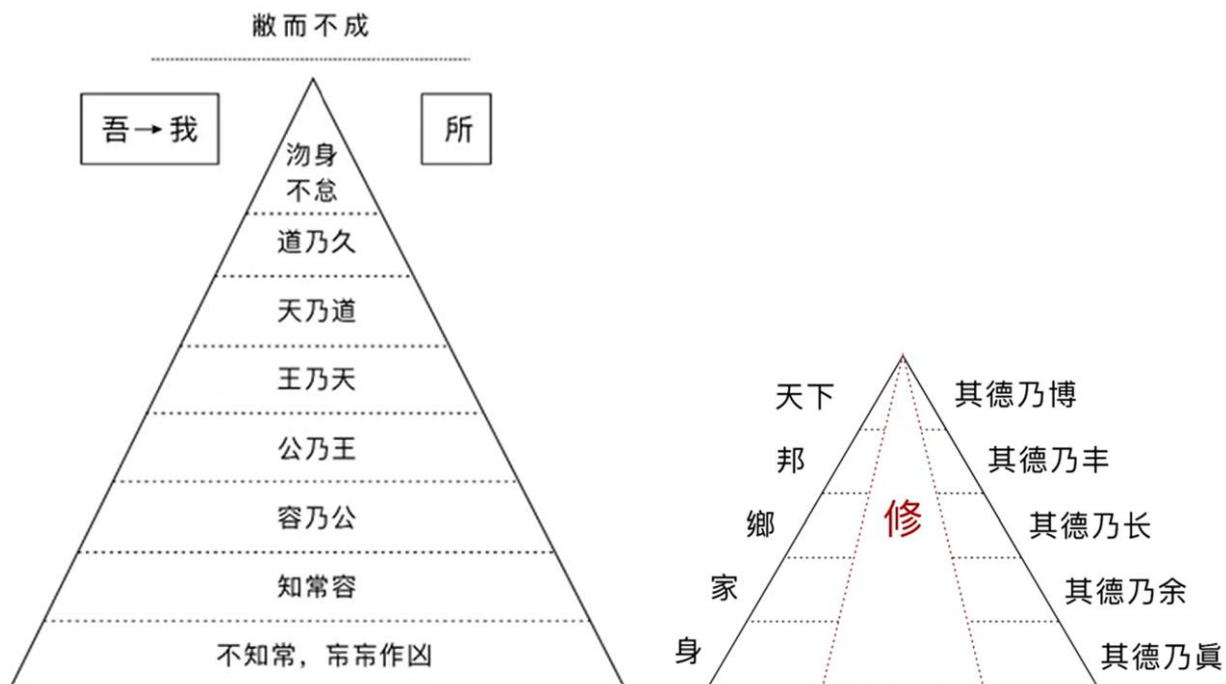 敝而不成
吾→我
所
沕身
不怠
道乃久
天乃道
王乃天
公乃王
容乃公
知常容
不知常，帍帍作凶
天下
其德乃博
邦
其德乃丰
鄉
修
其德乃长
家
其德乃余
身
其德乃眞